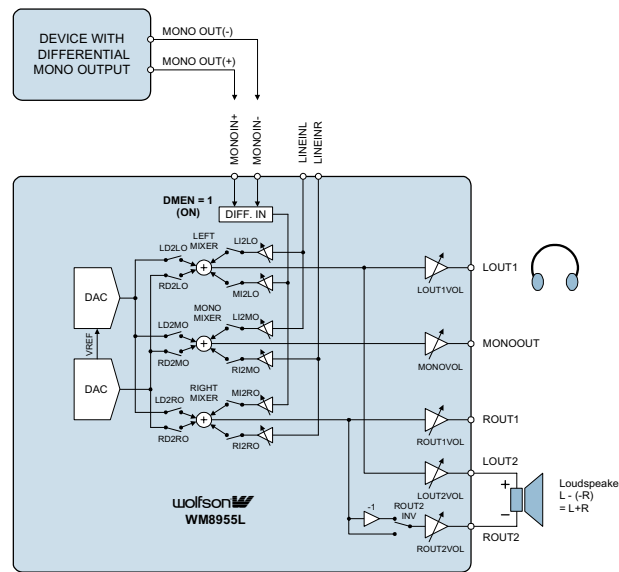 DEVICE WITH
DIFFERENTIAL
MONO OUTPUT
MONO OUT(-)
MONO OUT(+)
MONOIN+
MONOIN-
LINEINL
LINEINR
DMEN = 1
(ON)
DIFF. IN
LEFT
MIXER
LD2LO
LI2LO
RD2LO
MI2LO
DAC
VREF
DAC
MONO
MIXER
LD2MO
LI2MO
RD2MO
RI2MO
RIGHT
MIXER
LD2RO
MI2RO
RD2RO
RI2RO
LOUT1VOL
LOUT1
MONOVOL
MONOOUT
ROUT1VOL
ROUT1
LOUT2VOL
LOUT2
-1
ROUT2
INV
ROUT2VOL
ROUT2
+
–
Loudspeake
L - (-R)
= L+R
wolfson
WM8955L